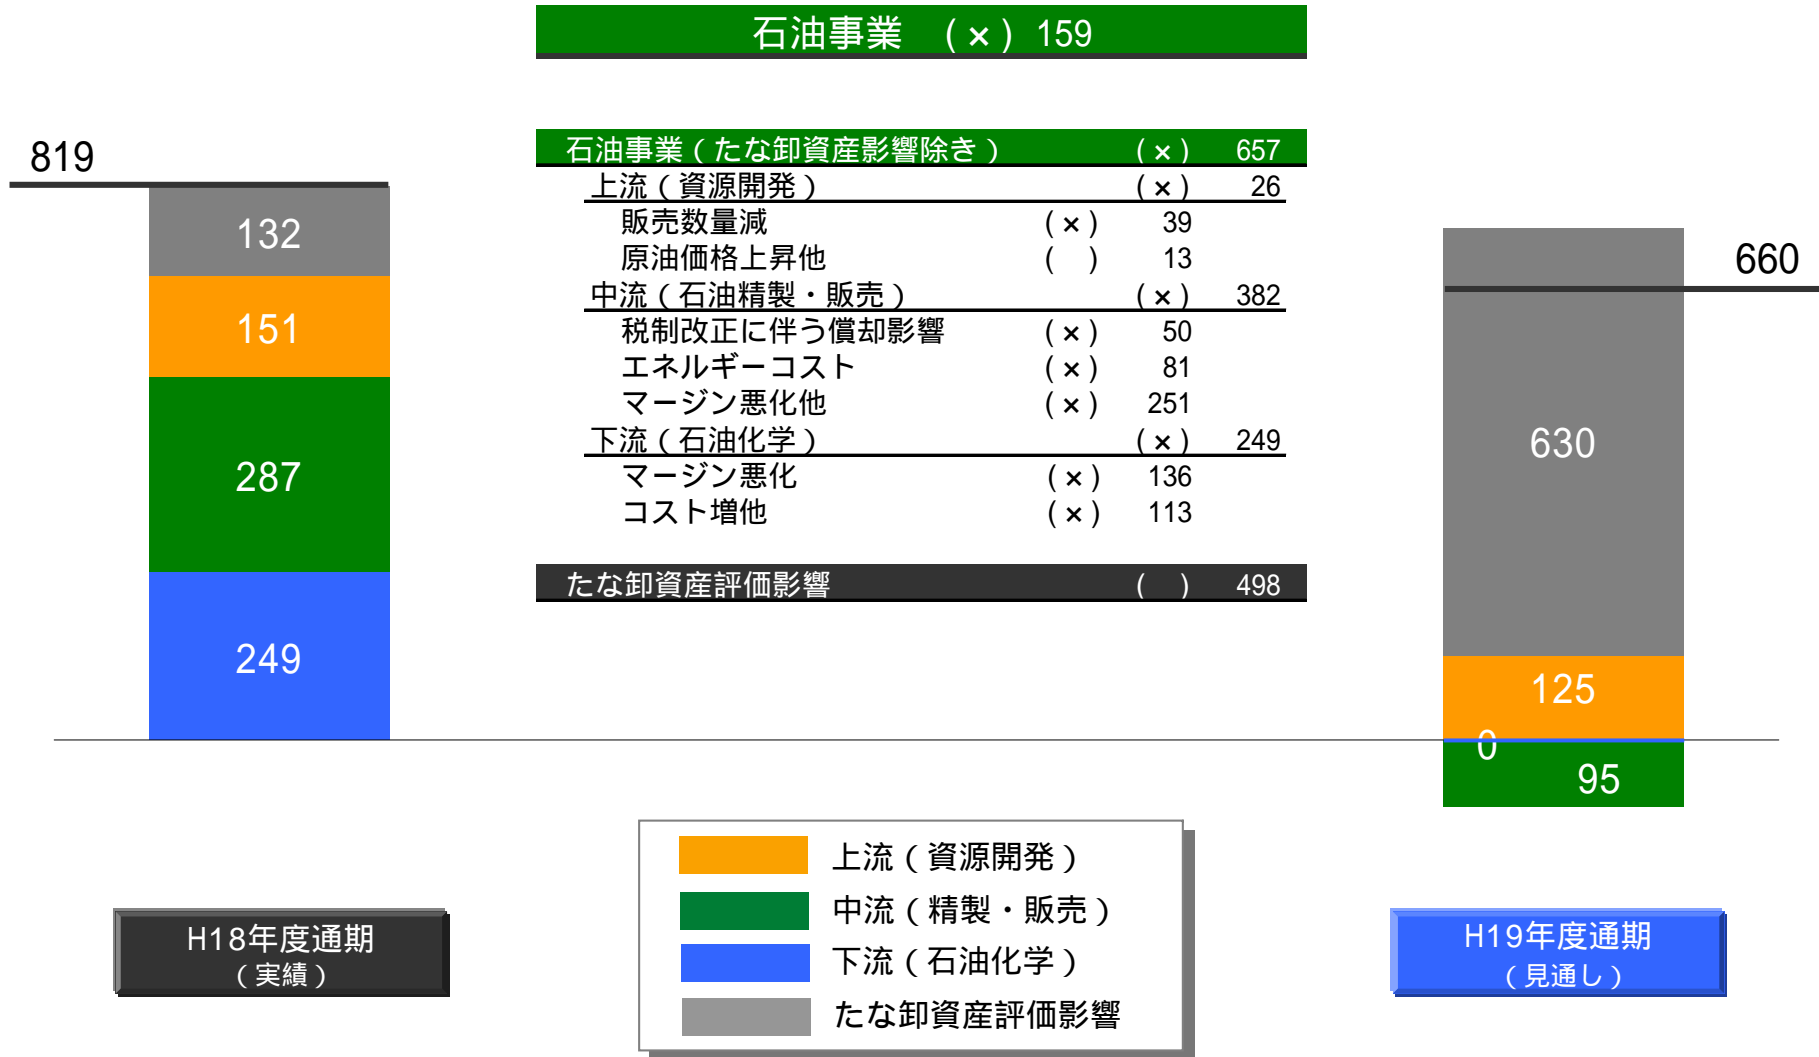 石油事業 (×) 159
819
132
151
287
249
石油事業(たな卸資産影響除き) (×) 657
上流(資源開発) (×) 26
販売数量減 (×) 39
原油価格上昇他 ( ) 13
中流(石油精製・販売) (×) 382
税制改正に伴う償却影響 (×) 50
エネルギーコスト (×) 81
マージン悪化他 (×) 251
下流(石油化学) (×) 249
マージン悪化 (×) 136
コスト増他 (×) 113
たな卸資産評価影響 ( ) 498
660
630
125
0
95
上流(資源開発)
中流(精製・販売)
下流(石油化学)
たな卸資産評価影響
H18年度通期
(実績)
H19年度通期
(見通し)